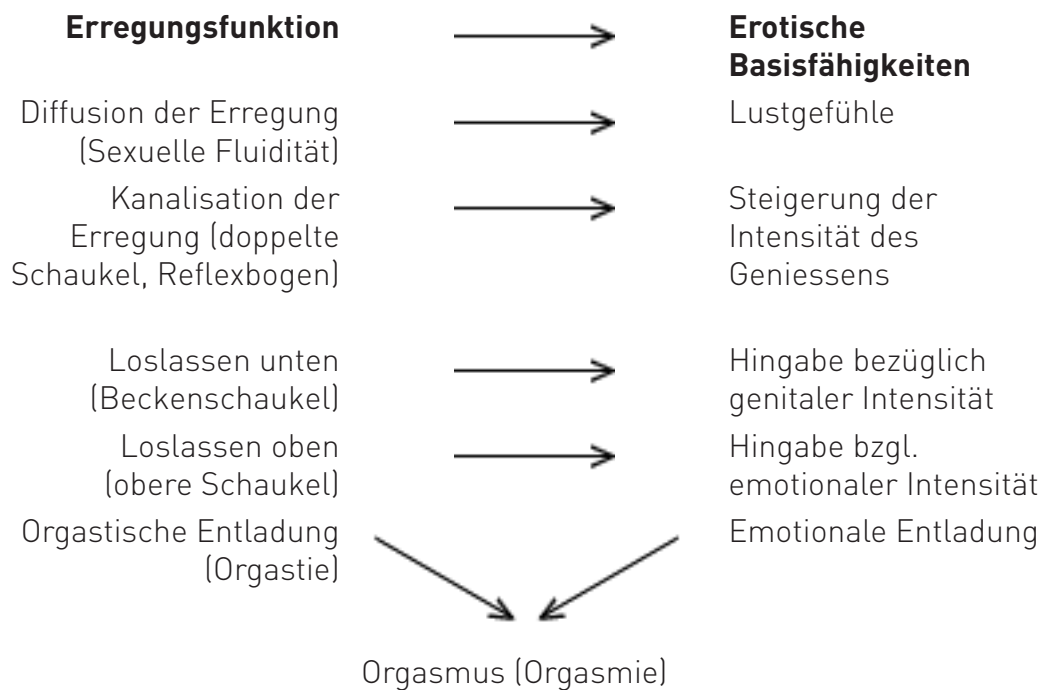 Erregungsfunktion
Erotische
Basisfähigkeiten
Diffusion der Erregung
(Sexuelle Fluidität)
Lustgefühle
Kanalisation der
Erregung (doppelte
Schaukel, Reflexbogen)
Steigerung der
Intensität des
Geniessens
Loslassen unten
(Beckenschaukel)
Hingabe bezüglich
genitaler Intensität
Loslassen oben
(obere Schaukel)
Hingabe bzgl.
emotionaler Intensität
Orgastische Entladung
(Orgastie)
Emotionale Entladung
Orgasmus (Orgasmie)